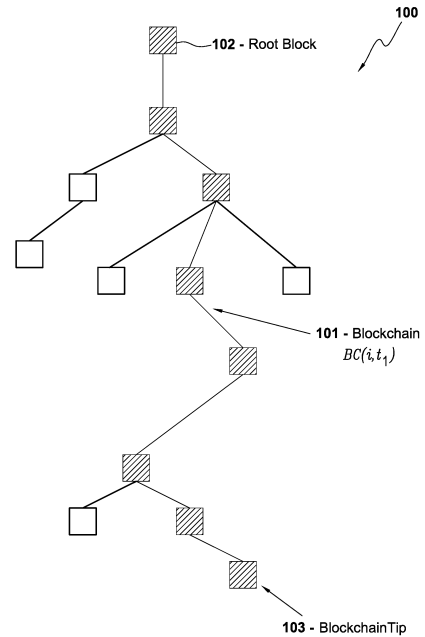 100
102 - Root Block
101 - Blockchain
BC(i,t₁)
103 - BlockchainTip